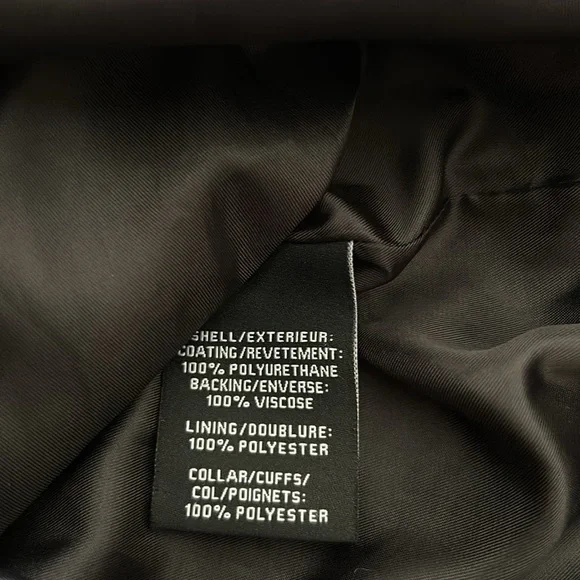 SHELL/EXTERIEUR:
COATING/REVETEMENT:
100% POLYURETHANE
BACKING/ENVERSE:
100% VISCOSE
LINING/DOUBLURE:
100% POLYESTER
COLLAR/CUFFS/
COL/POIGNETS:
100% POLYESTER